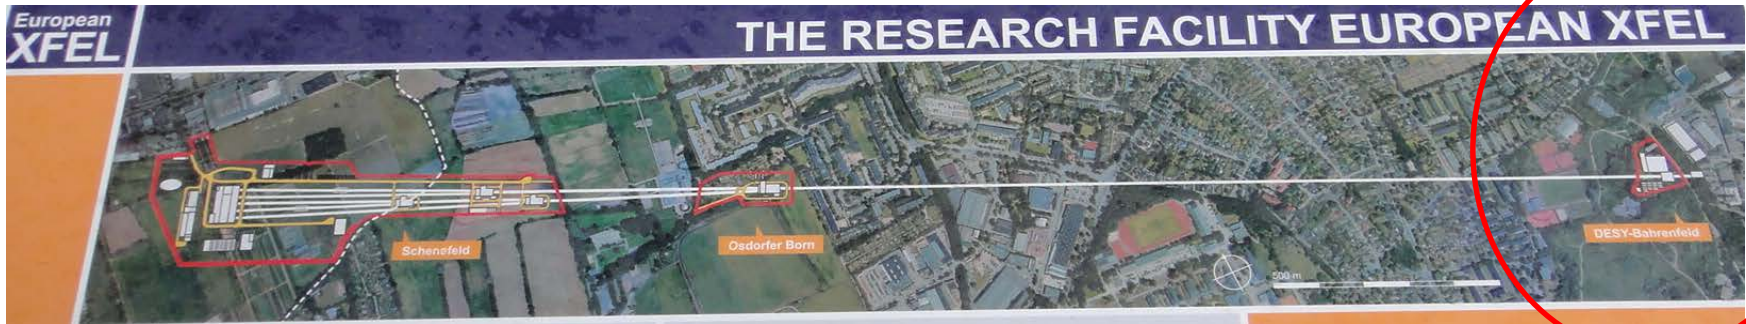 European
XFEL
THE RESEARCH FACILITY EUROPEAN XFEL
Schenefeld
Osdorfer Born
DESY-Bahrenfeld
500 m